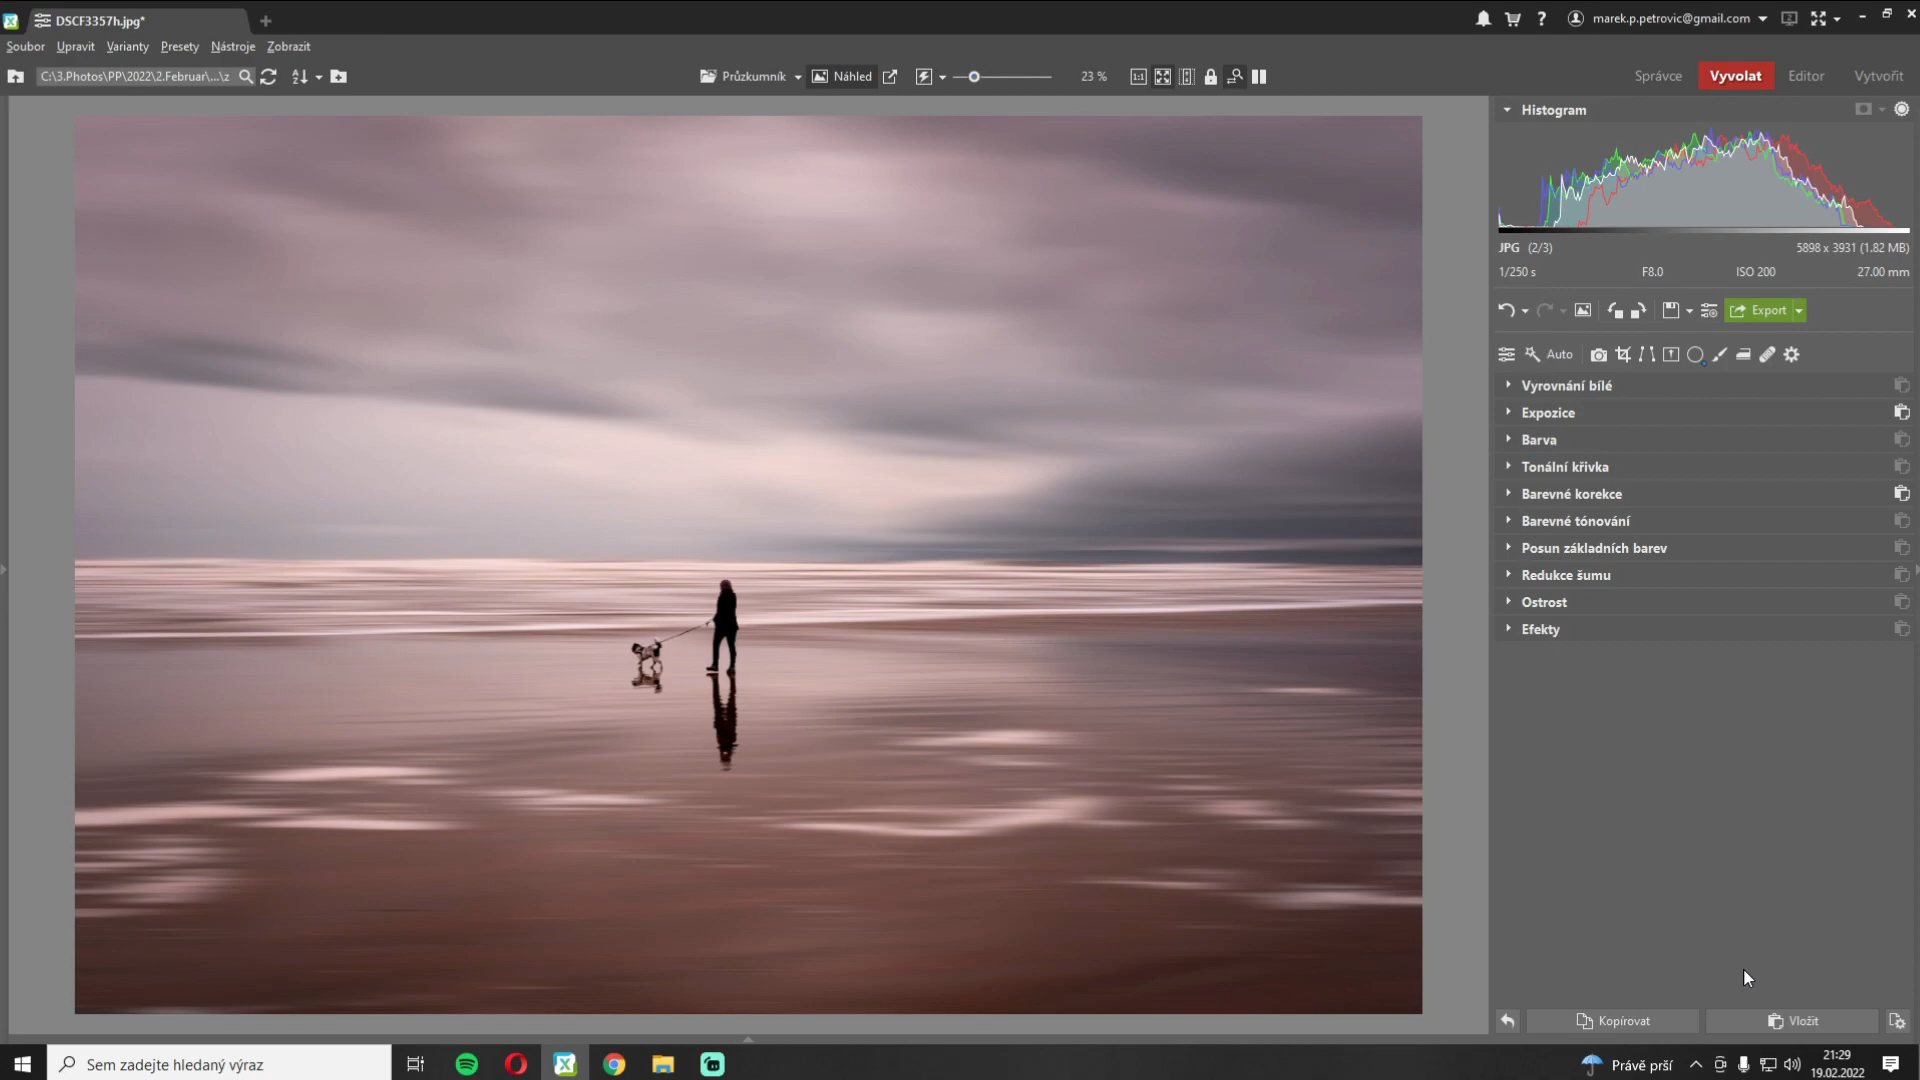 DSCF3357h.jpg*
marek.p.petrovic@gmail.com
Soubor Upravit Varianty Presety Nástroje Zobrazit
C:\3.Photos\PP\2022\2.Februar\...\z
Průzkumník Náhled 23 % 1:1
Správce Vyvolat Editor Vytvořit
Histogram
JPG (2/3) 5898 x 3931 (1.82 MB)
1/250 s F8.0 ISO 200 27.00 mm
Export
Auto
Vyrovnání bílé
Expozice
Barva
Tonální křivka
Barevné korekce
Barevné tónování
Posun základních barev
Redukce šumu
Ostrost
Efekty
Kopírovat Vložit
Sem zadejte hledaný výraz
Právě prší
21:29
19.02.2022